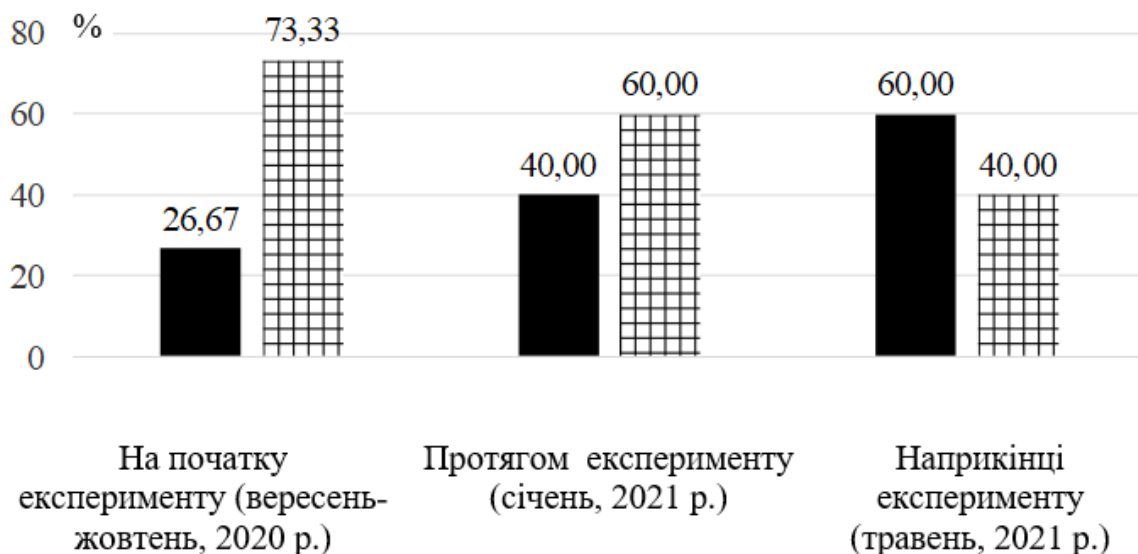 80 %
73,33
60,00
60,00
60
40,00
40,00
40
26,67
20
0
На початку
експерименту (вересень-
жовтень, 2020 р.)
Протягом експерименту
(січень, 2021 р.)
Наприкінці
експерименту
(травень, 2021 р.)